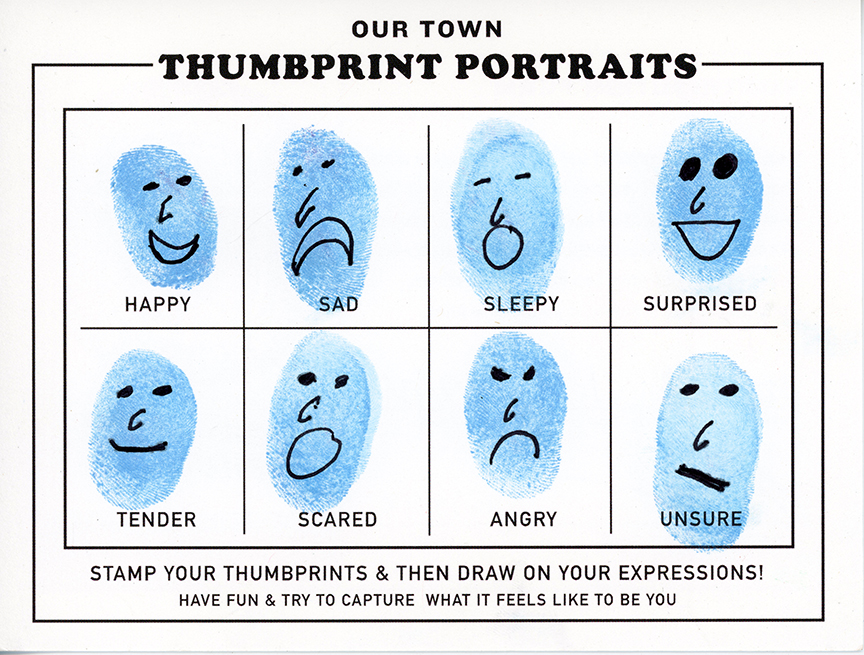 OUR TOWN
THUMBPRINT PORTRAITS
HAPPY SAD SLEEPY SURPRISED
TENDER SCARED ANGRY UNSURE
STAMP YOUR THUMBPRINTS & THEN DRAW ON YOUR EXPRESSIONS!
HAVE FUN & TRY TO CAPTURE WHAT IT FEELS LIKE TO BE YOU